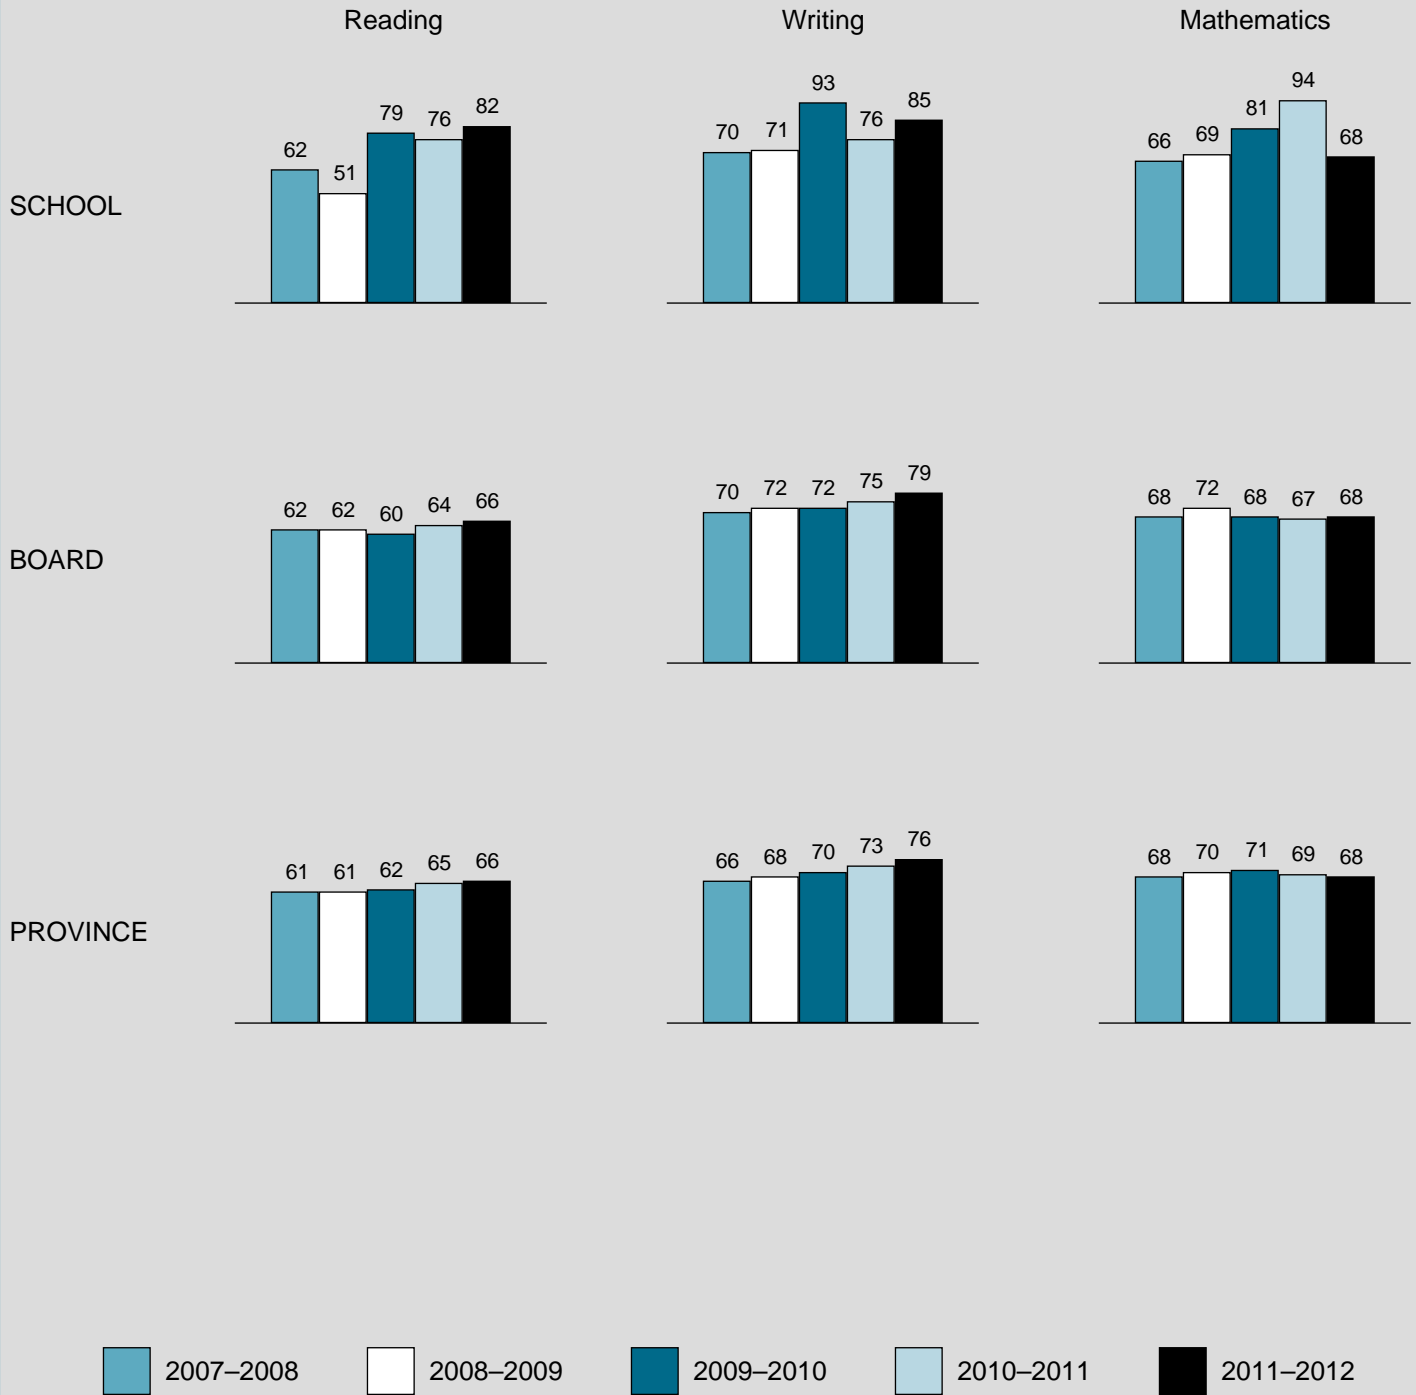 Reading Writing Mathematics
SCHOOL
62 51 79 76 82
70 71 93 76 85
66 69 81 94 68
BOARD
62 62 60 64 66
70 72 72 75 79
68 72 68 67 68
PROVINCE
61 61 62 65 66
66 68 70 73 76
68 70 71 69 68
2007–2008 2008–2009 2009–2010 2010–2011 2011–2012